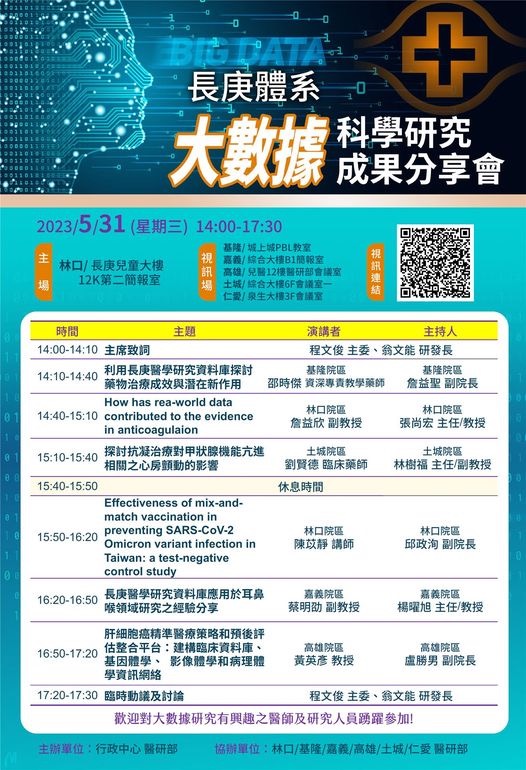 BIG DATA
長庚體系
大數據 科學研究
成果分享會
2023/5/31 (星期三) 14:00-17:30
主場
林口/ 長庚兒童大樓
12K第二簡報室
視訊場
基隆/ 城上城PBL教室
嘉義/ 綜合大樓B1簡報室
高雄/ 兒醫12樓醫研部會議室
土城/ 綜合大樓6F會議室一
仁愛/ 泉生大樓3F會議室
視訊連結
時間 主題 演講者 主持人
14:00-14:10 主席致詞 程文俊 主委、翁文能 研發長
14:10-14:40 利用長庚醫學研究資料庫探討
藥物治療成效與潛在新作用
基隆院區
邵時傑 資深專責教學藥師
基隆院區
詹益聖 副院長
14:40-15:10 How has rea-world data
contributed to the evidence
in anticoagulaion
林口院區
詹益欣 副教授
林口院區
張尚宏 主任/教授
15:10-15:40 探討抗凝治療對甲狀腺機能亢進
相關之心房顫動的影響
土城院區
劉賢德 臨床藥師
土城院區
林樹福 主任/副教授
15:40-15:50 休息時間
15:50-16:20 Effectiveness of mix-and-
match vaccination in
preventing SARS-CoV-2
Omicron variant infection in
Taiwan: a test-negative
control study
林口院區
陳苡靜 講師
林口院區
邱政洵 副院長
16:20-16:50 長庚醫學研究資料庫應用於耳鼻
喉領域研究之經驗分享
嘉義院區
蔡明劭 副教授
嘉義院區
楊曜旭 主任/教授
16:50-17:20 肝細胞癌精準醫療策略和預後評
估整合平台：建構臨床資料庫、
基因體學、 影像體學和病理體
學資訊網絡
高雄院區
黃英彥 教授
高雄院區
盧勝男 副院長
17:20-17:30 臨時動議及討論 程文俊 主委、翁文能 研發長
歡迎對大數據研究有興趣之醫師及研究人員踴躍參加!
主辦單位：行政中心 醫研部 協辦單位：林口/基隆/嘉義/高雄/土城/仁愛 醫研部